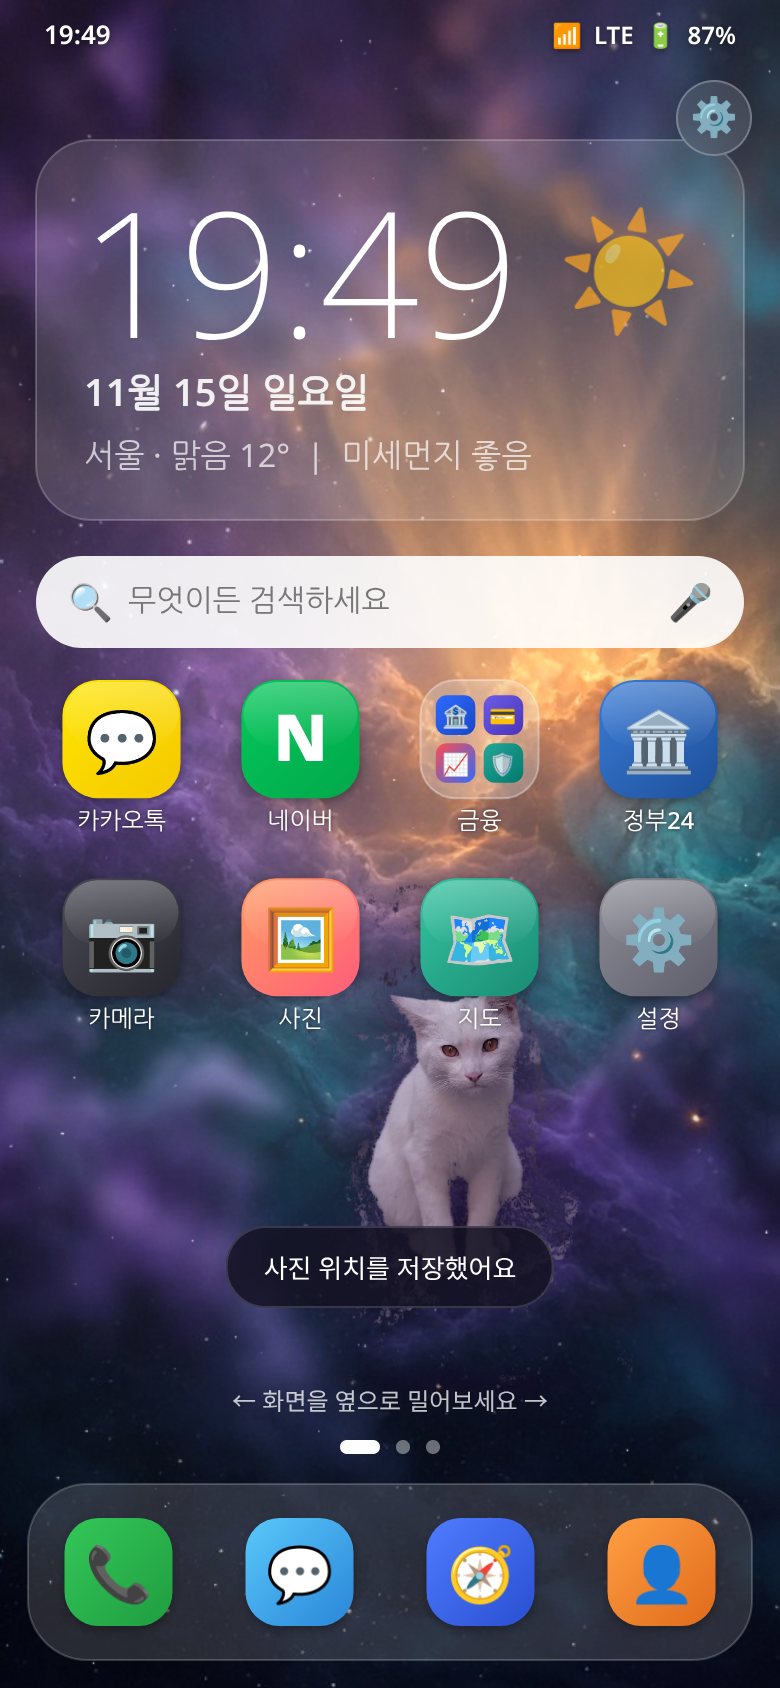 19:49 LTE 87%
19:49
11월 15일 일요일
서울 · 맑음 12° | 미세먼지 좋음
무엇이든 검색하세요
N
카카오톡 네이버 금융 정부24
카메라 사진 지도 설정
사진 위치를 저장했어요
← 화면을 옆으로 밀어보세요 →